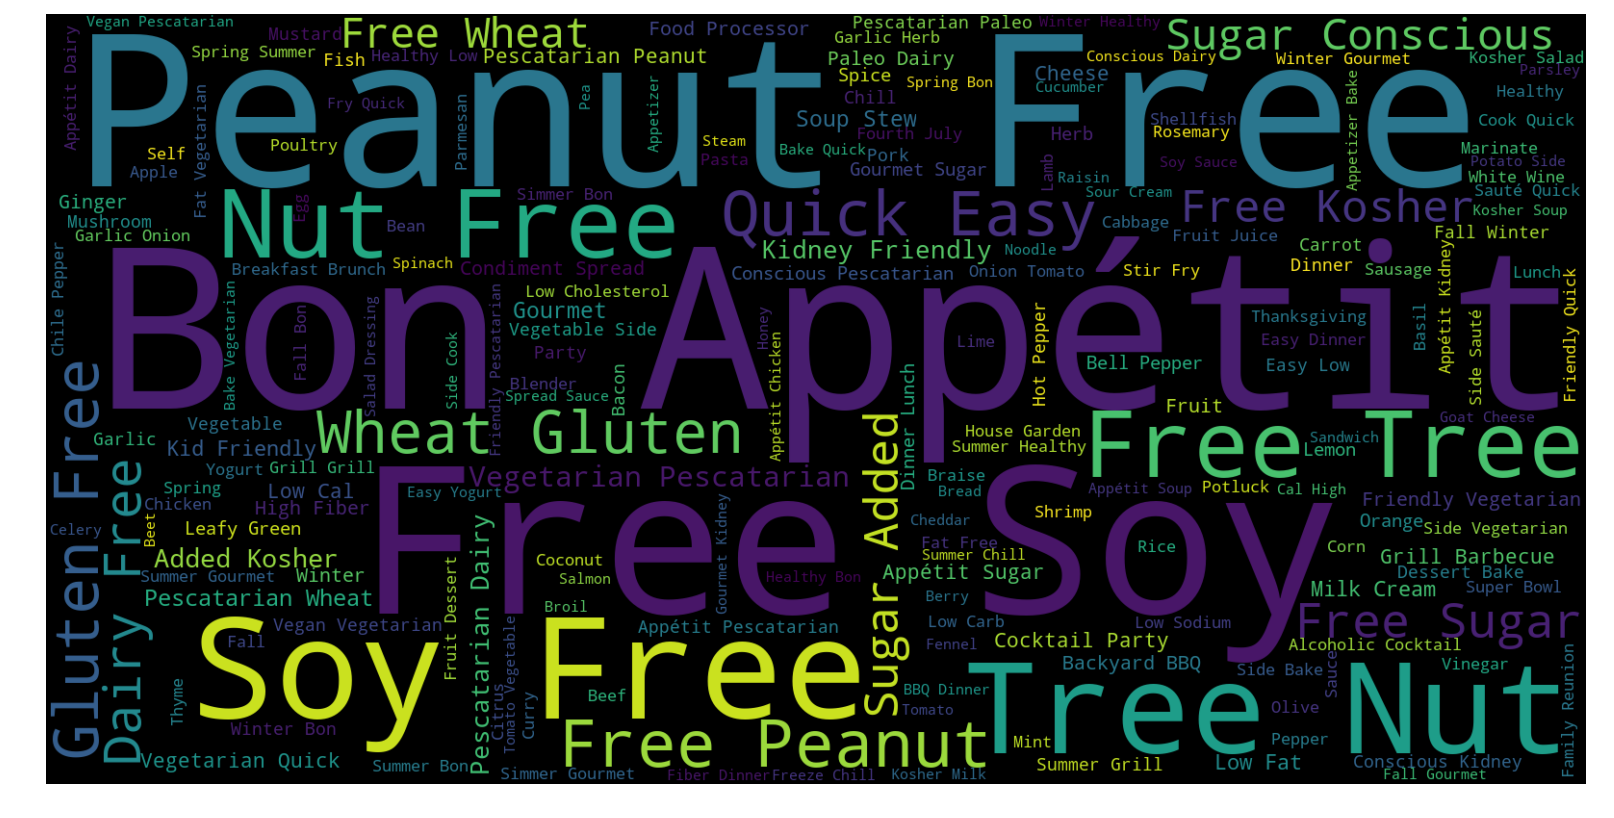 Vegan Pescatarian
Mustard
Free Wheat
Food Processor
Pescatarian Paleo
Winter Healthy
Sugar Conscious
Garlic Herb
Spring Summer
Fish
Healthy Low
Pescatarian Peanut
Paleo Dairy
Conscious Dairy
Winter Gourmet
Kosher Salad
Appétit Dairy
Peanut Free
Spice
Spring Bon
Cheese
Cucumber
Parsley
Healthy
Fat Vegetarian
Fry Quick
Pea
Appetizer
Chill
Soup Stew
Fourth July
Herb
Shellfish
Rosemary
Appetizer Bake
Cook Quick
Self
Poultry
Parmesan
Steam
Bake Quick
Pork
Marinate
Apple
Pasta
Gourmet Sugar
Lamb
Raisin
Soy Sauce
Potato Side
White Wine
Ginger
Nut Free
Egg
Simmer Bon
Quick Easy
Sour Cream
Free Kosher
Sauté Quick
Mushroom
Bean
Cabbage
Kosher Soup
Garlic Onion
Kidney Friendly
Noodle
Fruit Juice
Carrot
Fall Winter
Chile Pepper
Breakfast Brunch
Spinach
Condiment Spread
Conscious Pescatarian
Onion Tomato
Stir Fry
Dinner
Sausage
Lunch
Bon Appétit
Low Cholesterol
Gourmet
Vegetable Side
Bake Vegetarian
Fall Bon
Salad Dressing
Side Cook
Friendly Pescatarian
Party
Honey
Lime
Hot Pepper
Thanksgiving
Easy Dinner
Basil
Appétit Kidney
Side Sauté
Friendly Quick
Bell Pepper
Easy Low
Blender
Spread Sauce
Bacon
Appétit Chicken
Gluten Free
Vegetable
Wheat Gluten
Dinner Lunch
Fruit
House Garden
Free Tree
Goat Cheese
Garlic
Kid Friendly
Summer Healthy
Sandwich
Lemon
Yogurt
Grill Grill
Vegetarian Pescatarian
Braise
Bread
Dairy Free
Spring
Chicken
Low Cal
High Fiber
Easy Yogurt
Free Soy
Appétit Soup
Potluck
Cal High
Friendly Vegetarian
Celery
Beet
Leafy Green
Sugar Added
Cheddar
Shrimp
Orange
Side Vegetarian
Added Kosher
Coconut
Gourmet Kidney
Fat Free
Rice
Corn
Grill Barbecue
Summer Chill
Summer Gourmet
Winter
Salmon
Healthy Bon
Appétit Sugar
Dessert Bake
Pescatarian Wheat
Fruit Dessert
Pescatarian Dairy
Broil
Berry
Milk Cream
Super Bowl
Vegan Vegetarian
Appétit Pescatarian
Low Carb
Low Sodium
Free Sugar
Fall
Soy Free
Tomato Vegetable
Fennel
Cocktail Party
Alcoholic Cocktail
Thyme
Citrus
Curry
Beef
BBQ Dinner
Backyard BBQ
Side Bake
Sauce
Vinegar
Family Reunion
Tomato
Tree Nut
Olive
Winter Bon
Free Peanut
Mint
Pepper
Vegetarian Quick
Summer Bon
Simmer Gourmet
Fiber Dinner
Freeze Chill
Kosher Milk
Summer Grill
Low Fat
Conscious Kidney
Fall Gourmet